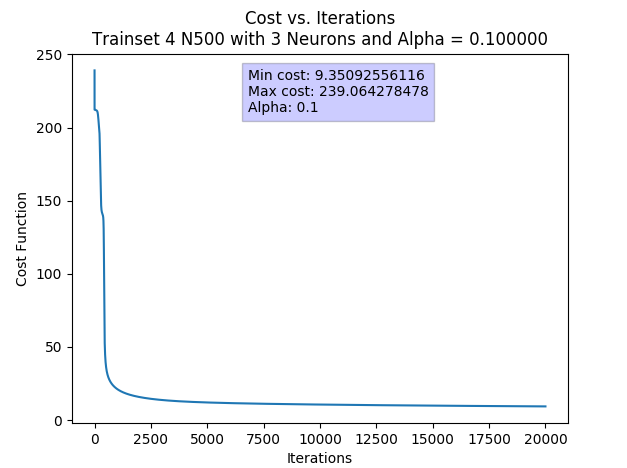 Cost vs. Iterations
Trainset 4 N500 with 3 Neurons and Alpha = 0.100000
Min cost: 9.35092556116
Max cost: 239.064278478
Alpha: 0.1
Cost Function
250
200
150
100
50
0
0 2500 5000 7500 10000 12500 15000 17500 20000
Iterations